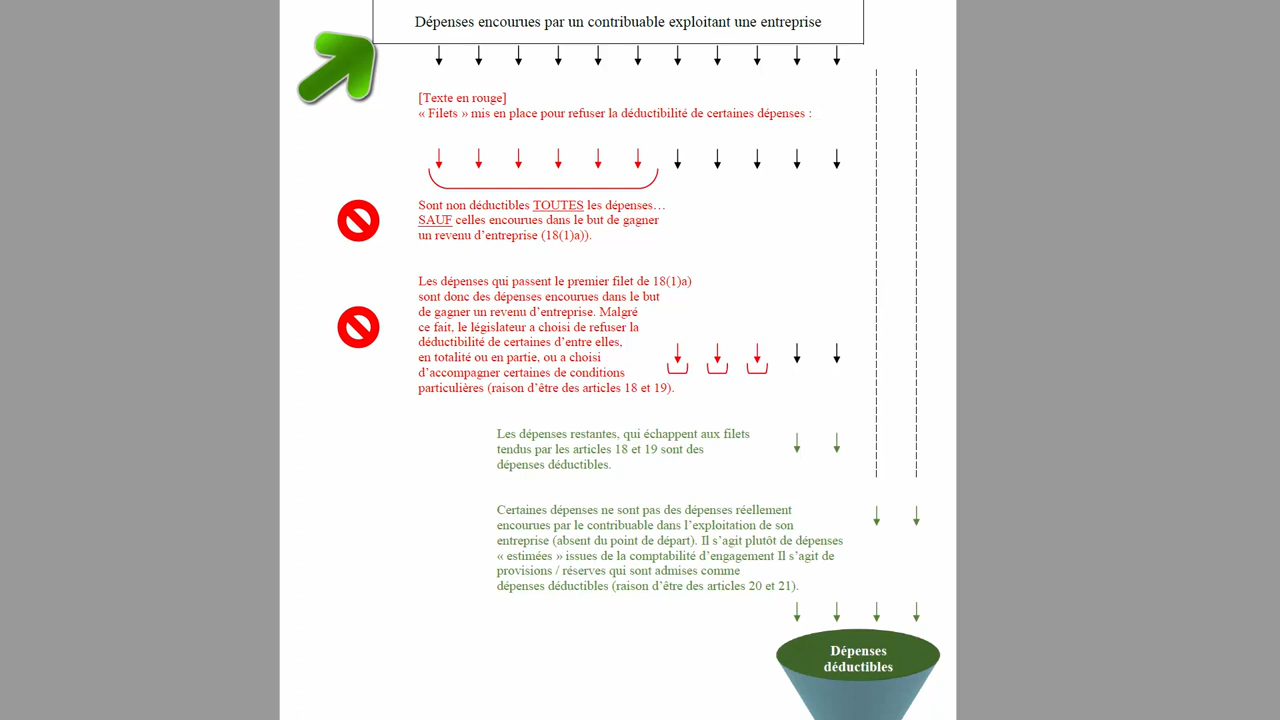 Dépenses encourues par un contribuable exploitant une entreprise
[Texte en rouge]
« Filets » mis en place pour refuser la déductibilité de certaines dépenses :
Sont non déductibles TOUTES les dépenses…
SAUF celles encourues dans le but de gagner
un revenu d’entreprise (18(1)a)).
Les dépenses qui passent le premier filet de 18(1)a)
sont donc des dépenses encourues dans le but
de gagner un revenu d’entreprise. Malgré
ce fait, le législateur a choisi de refuser la
déductibilité de certaines d’entre elles,
en totalité ou en partie, ou a choisi
d’accompagner certaines de conditions
particulières (raison d’être des articles 18 et 19).
Les dépenses restantes, qui échappent aux filets
tendus par les articles 18 et 19 sont des
dépenses déductibles.
Certaines dépenses ne sont pas des dépenses réellement
encourues par le contribuable dans l’exploitation de son
entreprise (absent du point de départ). Il s’agit plutôt de dépenses
« estimées » issues de la comptabilité d’engagement Il s’agit de
provisions / réserves qui sont admises comme
dépenses déductibles (raison d’être des articles 20 et 21).
Dépenses
déductibles